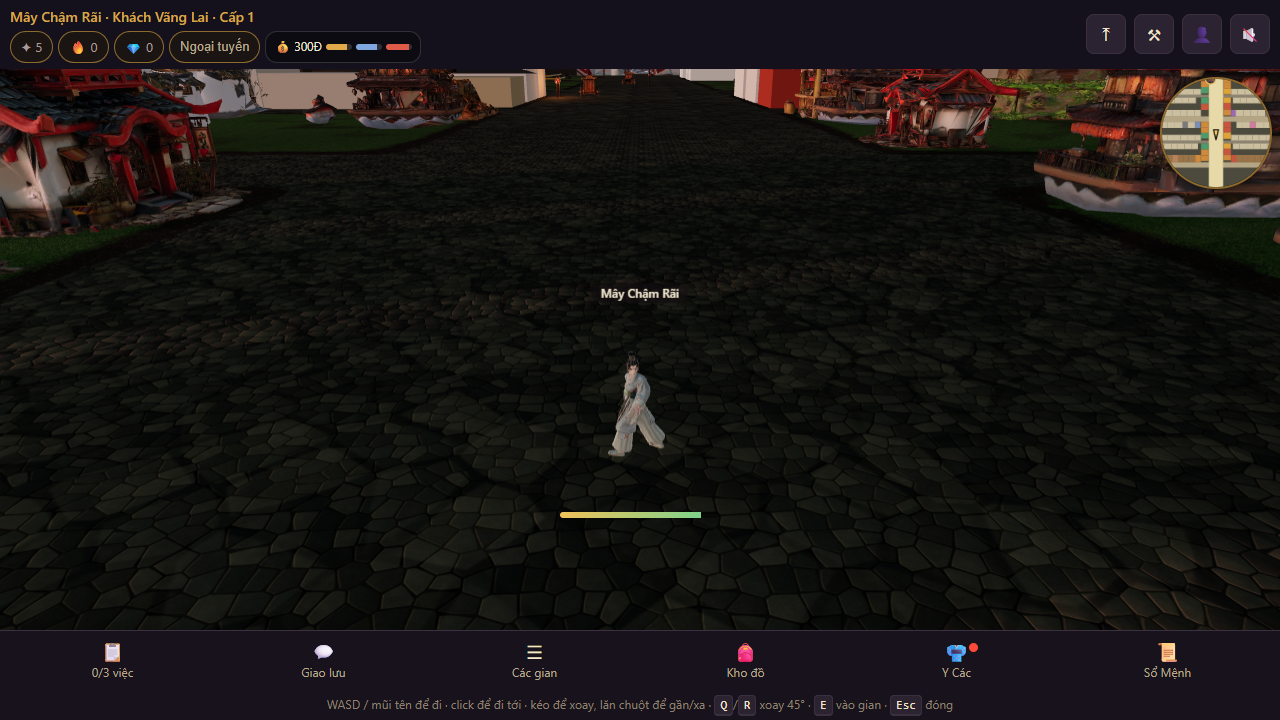 Mây Chậm Rãi · Khách Vãng Lai · Cấp 1
5 0 0 Ngoại tuyến 300Đ
Mây Chậm Rãi
0/3 việc Giao lưu Các gian Kho đồ Y Các Sổ Mệnh
WASD / mũi tên để đi · click để đi tới · kéo để xoay, lăn chuột để gần/xa · Q / R xoay 45° · E vào gian · Esc đóng